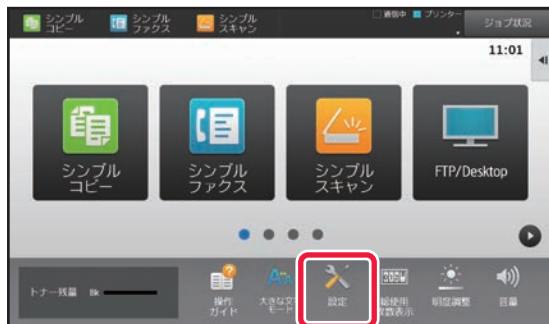 シンプル
コピー
シンプル
ファクス
シンプル
スキャン
通信中
プリンター
ジョブ状況
11:01
シンプル
コピー
シンプル
ファクス
シンプル
スキャン
FTP/Desktop
トナー残量 Bk
操作
ガイド
大きな文字
モード
設定
総使用
枚数表示
明度調整
音量